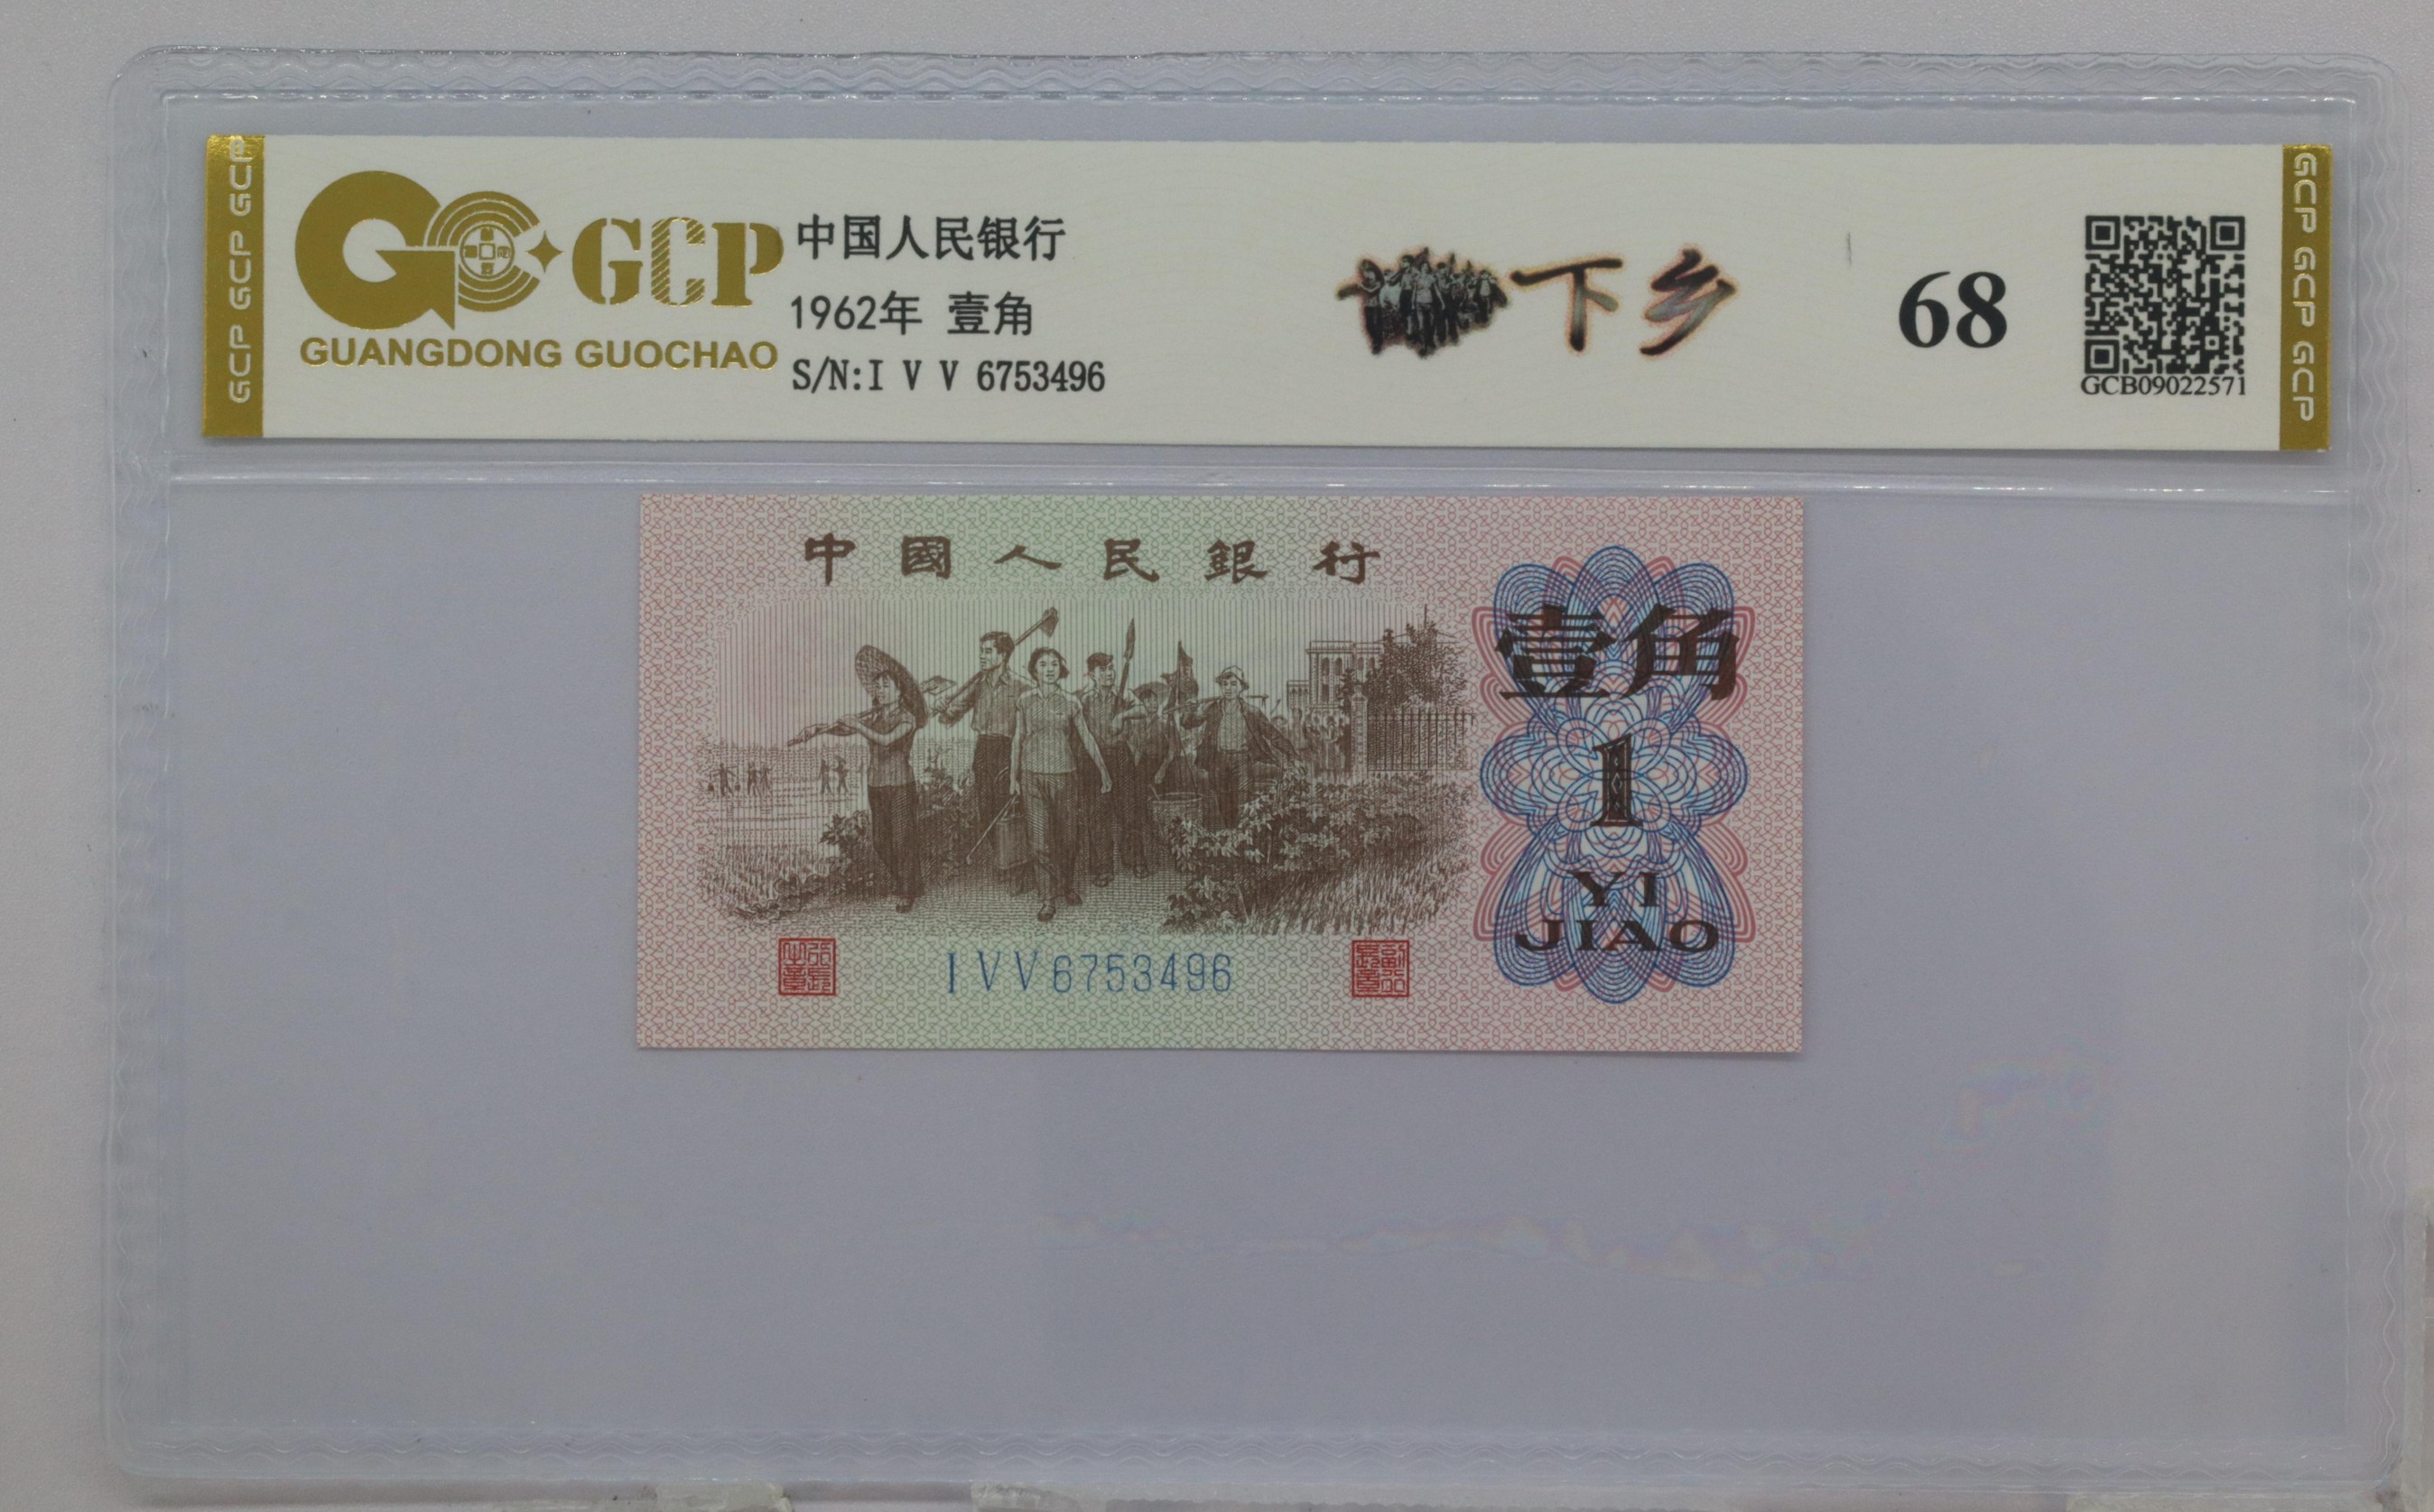 GCP GCP GCP
GCP
GUANGDONG GUOCHAO
中国人民银行
1962年 壹角
S/N:I V V 6753496
下乡
68
GCB09022571
GCP GCP GCP
中國人民銀行
壹角
1
YI
JIAO
I V V 6753496